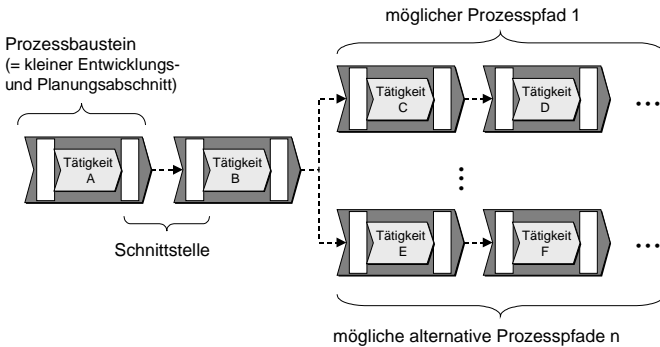 möglicher Prozesspfad 1
Prozessbaustein
(= kleiner Entwicklungs-
und Planungsabschnitt)
Tätigkeit
C
Tätigkeit
D
...
Tätigkeit
A
Tätigkeit
B
Schnittstelle
Tätigkeit
E
Tätigkeit
F
...
mögliche alternative Prozesspfade n